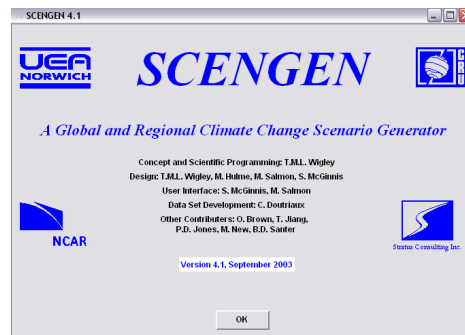 SCENGEN 4.1
UEA
NORWICH
SCENGEN
CRU
A Global and Regional Climate Change Scenario Generator
Concept and Scientific Programming: T.M.L. Wigley
Design: T.M.L. Wigley, M. Hulme, M. Salmon, S. McGinnis
User Interface: S. McGinnis, M. Salmon
Data Set Development: C. Doutriaux
Other Contributers: O. Brown, T. Jiang,
P.D. Jones, M. New, B.D. Santer
NCAR
Stratus Consulting Inc.
Version 4.1, September 2003
OK